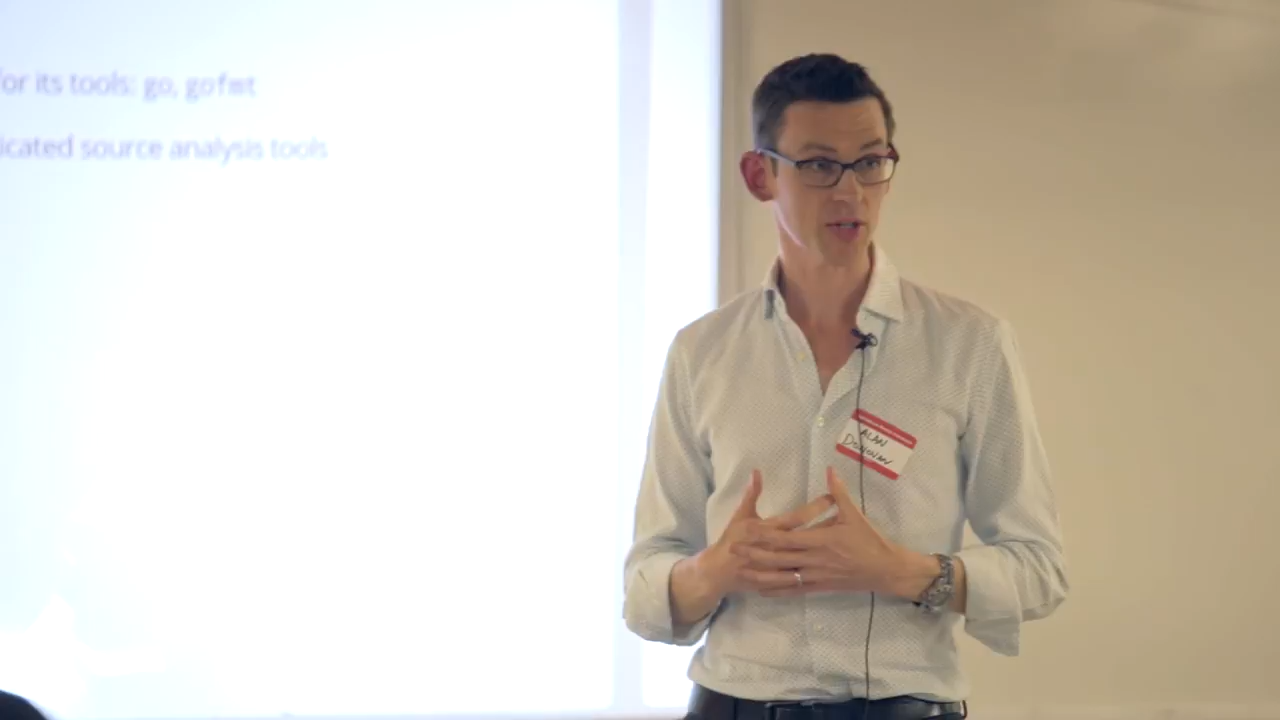 for its tools: go, gofmt
icated source analysis tools
ALAN
DONOVAN